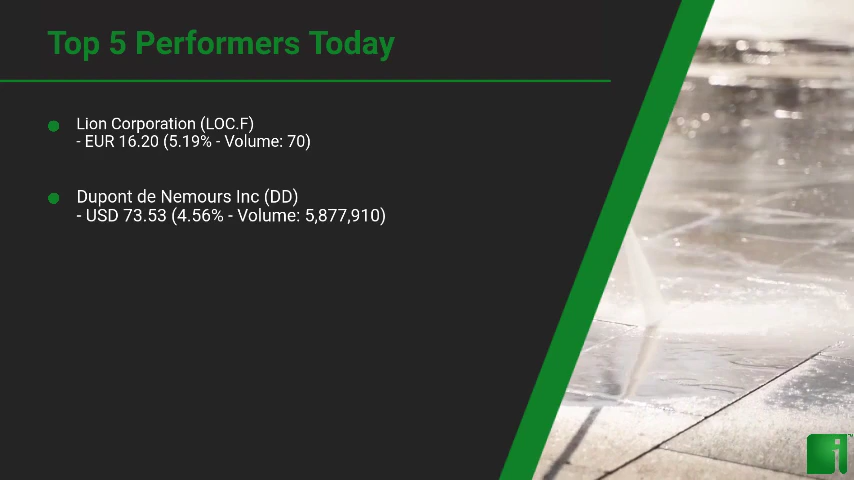 Top 5 Performers Today
Lion Corporation (LOC.F)
- EUR 16.20 (5.19% - Volume: 70)
Dupont de Nemours Inc (DD)
- USD 73.53 (4.56% - Volume: 5,877,910)
i